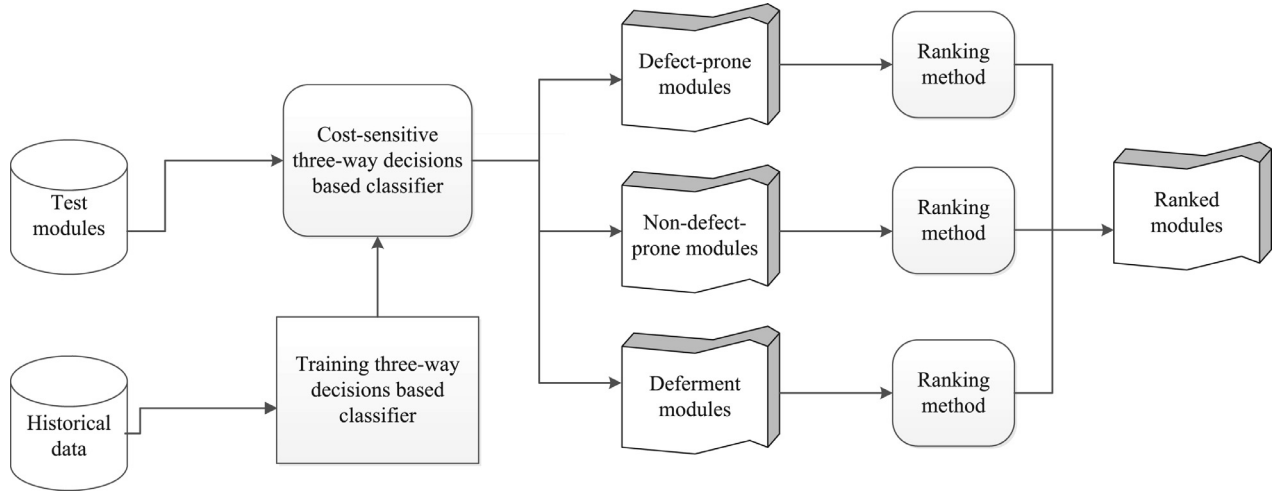 Test
modules
Historical
data
Cost-sensitive
three-way decisions
based classifier
Training three-way
decisions based
classifier
Defect-prone
modules
Non-defect-
prone modules
Deferment
modules
Ranking
method
Ranking
method
Ranking
method
Ranked
modules